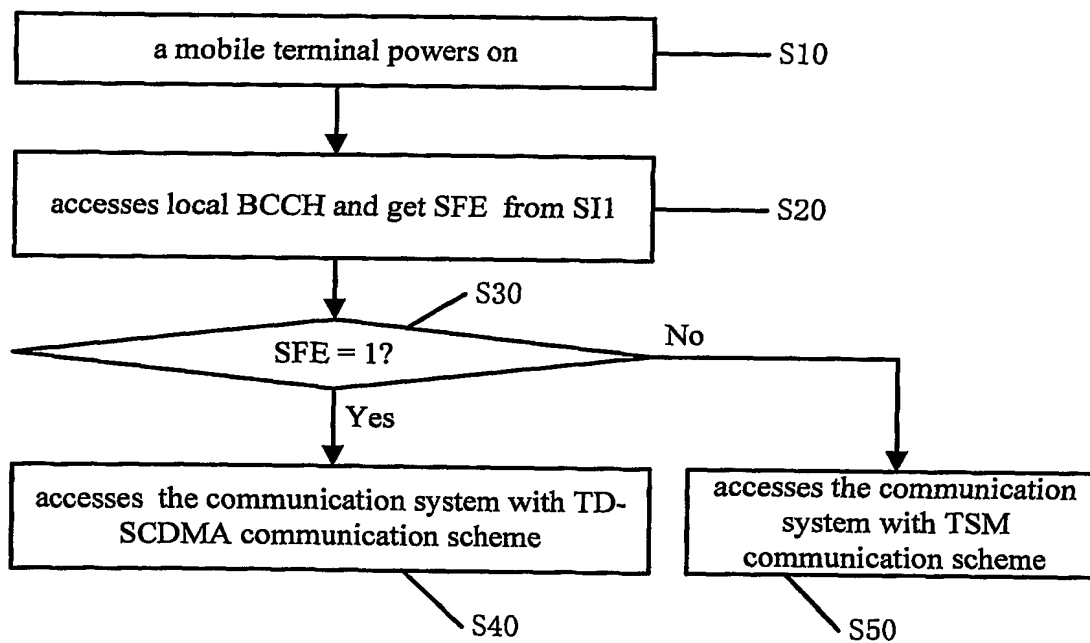 a mobile terminal powers on
S10
accesses local BCCH and get SFE from SI1
S20
S30
SFE = 1?
No
Yes
accesses the communication system with TD-
SCDMA communication scheme
accesses the communication
system with TSM
communication scheme
S40
S50